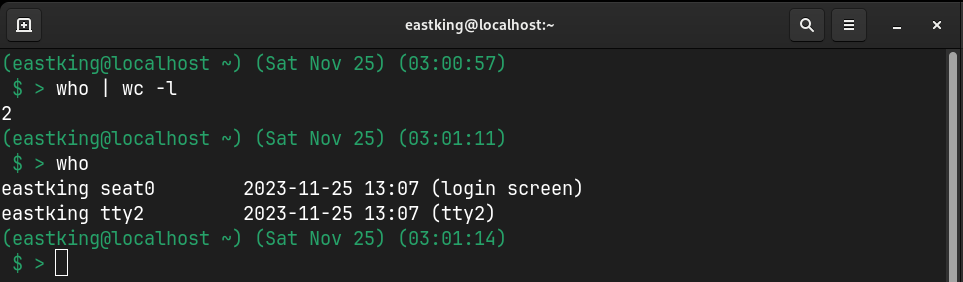 eastking@localhost:~
(eastking@localhost ~) (Sat Nov 25) (03:00:57)
$ > who | wc -l
2
(eastking@localhost ~) (Sat Nov 25) (03:01:11)
$ > who
eastking seat0        2023-11-25 13:07 (login screen)
eastking tty2         2023-11-25 13:07 (tty2)
(eastking@localhost ~) (Sat Nov 25) (03:01:14)
$ >